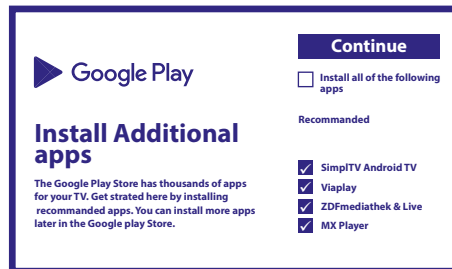 Google Play
Install Additional
apps
The Google Play Store has thousands of apps
for your TV. Get strated here by installing
recommanded apps. You can install more apps
later in the Google play Store.
Continue
Install all of the following
apps
Recommanded
SimplTV Android TV
Viaplay
ZDFmediathek & Live
MX Player